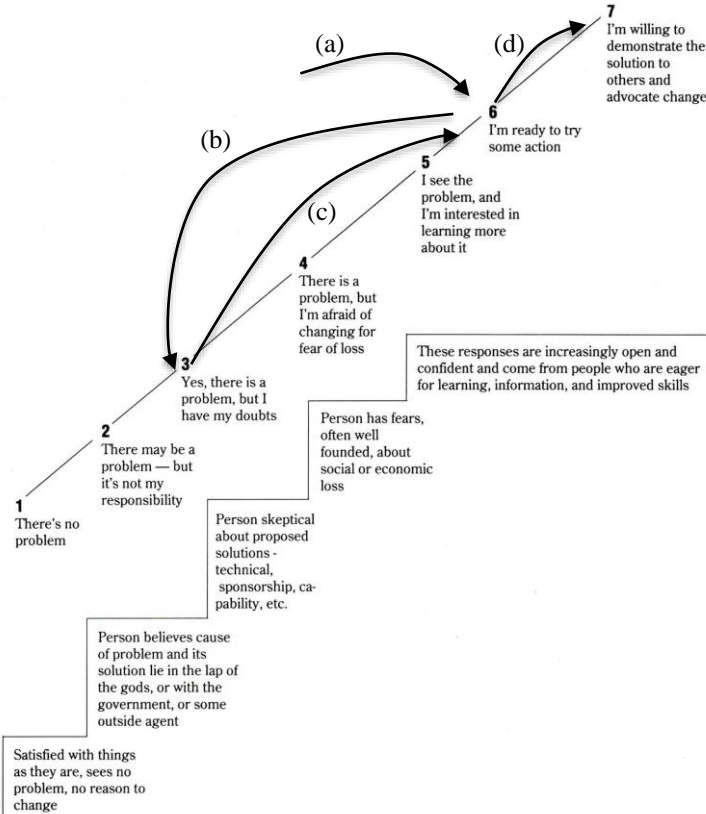 7
I'm willing to
demonstrate the
solution to
others and
advocate change
(a)
(d)
6
I'm ready to try
some action
(b)
5
I see the
problem, and
I'm interested in
learning more
about it
(c)
4
There is a
problem, but
I'm afraid of
changing for
fear of loss
3
Yes, there is a
problem, but I
have my doubts
2
There may be a
problem — but
it's not my
responsibility
1
There's no
problem
These responses are increasingly open and
confident and come from people who are eager
for learning, information, and improved skills
Person has fears,
often well
founded, about
social or economic
loss
Person skeptical
about proposed
solutions -
technical,
sponsorship, ca-
pability, etc.
Person believes cause
of problem and its
solution lie in the lap of
the gods, or with the
government, or some
outside agent
Satisfied with things
as they are, sees no
problem, no reason to
change